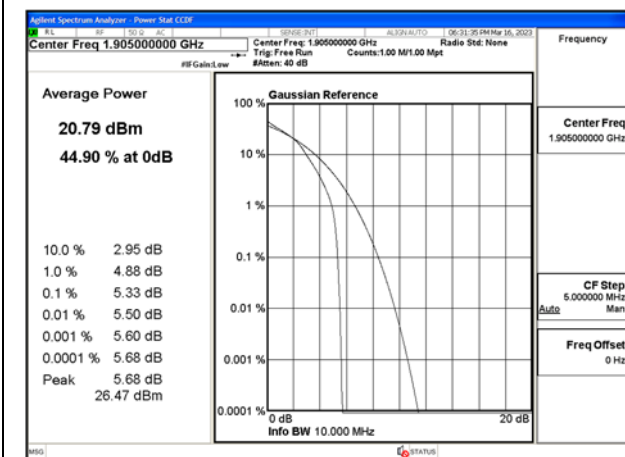 Agilent Spectrum Analyzer - Power Stat CCDF
RL RF 50 Ω AC SENSE:INT ALIGN AUTO 06:31:35 PM Mar 16, 2023
Center Freq 1.905000000 GHz
Center Freq: 1.905000000 GHz Radio Std: None
Trig: Free Run Counts:1.00 M/1.00 Mpt
#IFGain:Low #Atten: 40 dB
Frequency
Average Power
20.79 dBm
44.90 % at 0dB
10.0 % 2.95 dB
1.0 % 4.88 dB
0.1 % 5.33 dB
0.01 % 5.50 dB
0.001 % 5.60 dB
0.0001 % 5.68 dB
Peak 5.68 dB
26.47 dBm
Gaussian Reference
100 %
10 %
1 %
0.1 %
0.01 %
0.001 %
0.0001 %
0 dB 20 dB
Info BW 10.000 MHz
Center Freq
1.905000000 GHz
CF Step
5.000000 MHz
Auto Man
Freq Offset
0 Hz
MSG STATUS